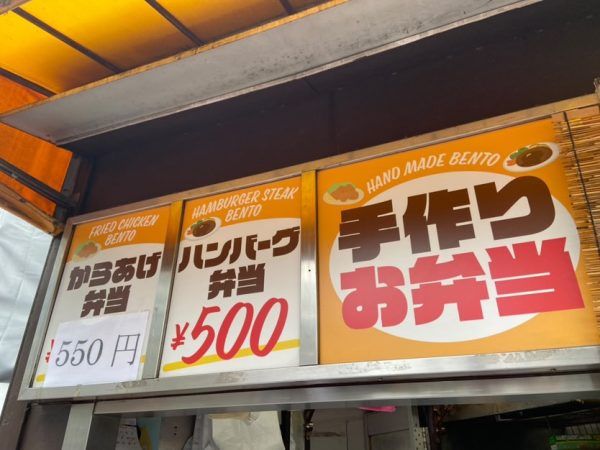 FRIED CHICKEN
BENTO
からあげ
弁当
550 円
HAMBURGER STEAK
BENTO
ハンバーグ
弁当
¥500
HAND MADE BENTO
手作り
お弁当